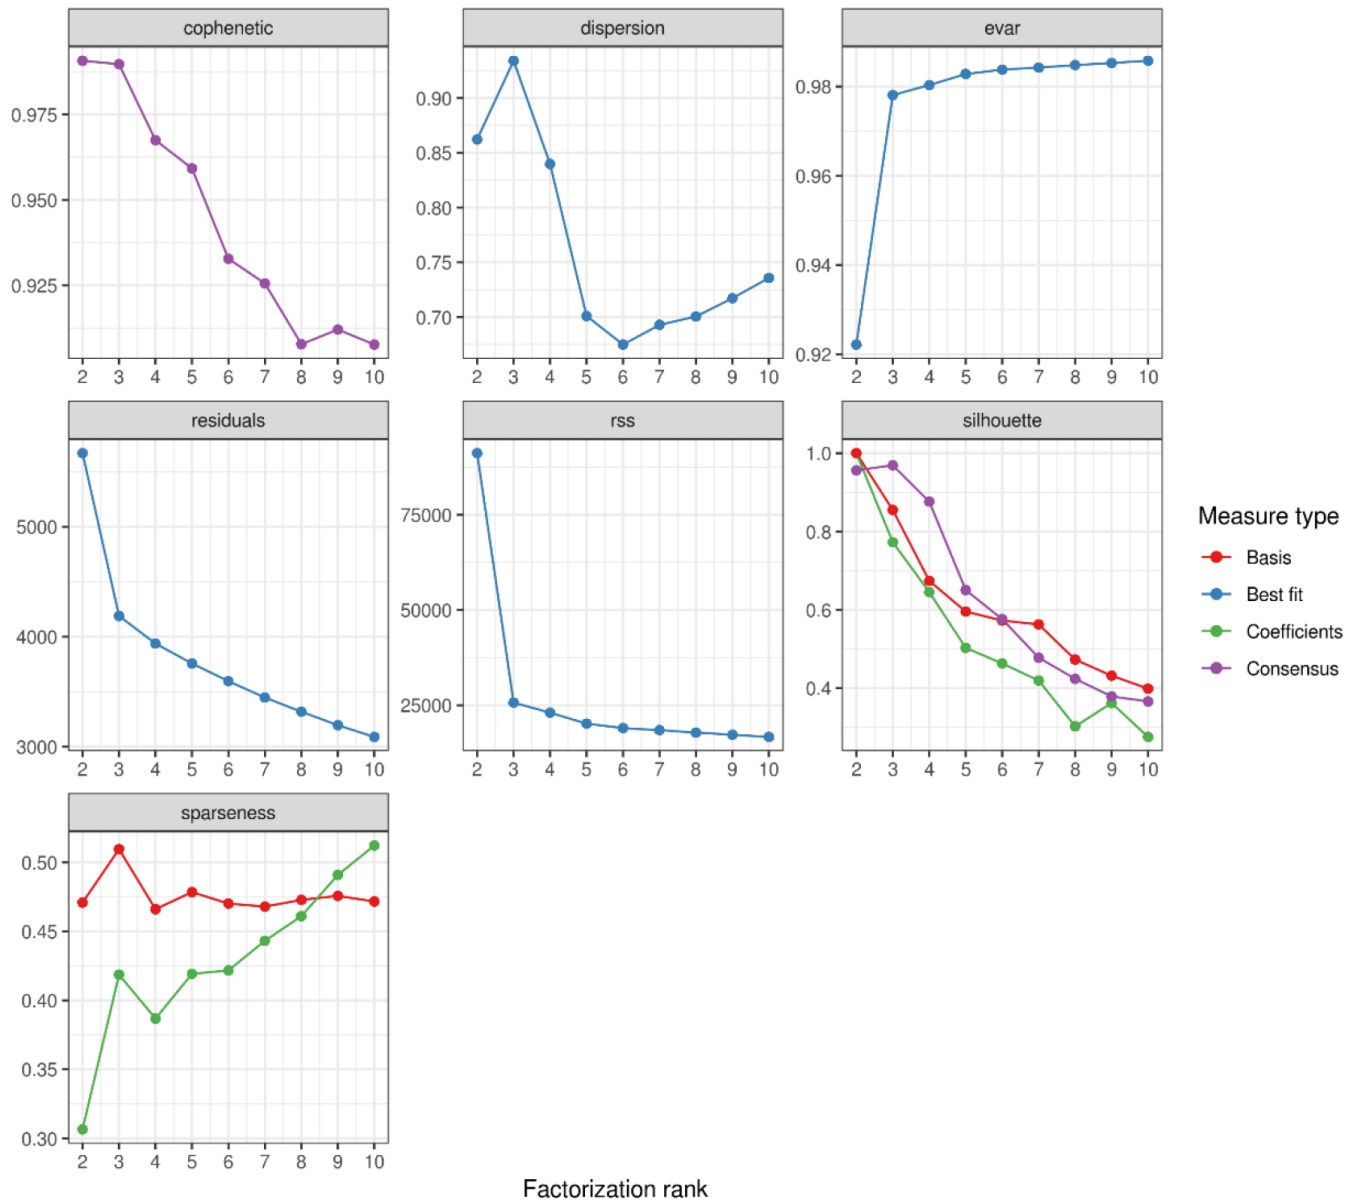 cophenetic
dispersion
evar
0.975
0.950
0.925
2 3 4 5 6 7 8 9 10
0.90
0.85
0.80
0.75
0.70
2 3 4 5 6 7 8 9 10
0.98
0.96
0.94
0.92
2 3 4 5 6 7 8 9 10
residuals
rss
silhouette
5000
4000
3000
2 3 4 5 6 7 8 9 10
75000
50000
25000
2 3 4 5 6 7 8 9 10
1.0
0.8
0.6
0.4
2 3 4 5 6 7 8 9 10
Measure type
Basis
Best fit
Coefficients
Consensus
sparseness
0.50
0.45
0.40
0.35
0.30
2 3 4 5 6 7 8 9 10
Factorization rank